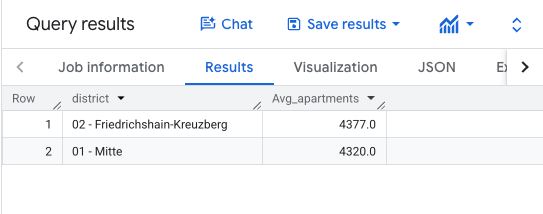 Query results Chat Save results
Job information Results Visualization JSON
Row district Avg_apartments
1 02 - Friedrichshain-Kreuzberg 4377.0
2 01 - Mitte 4320.0